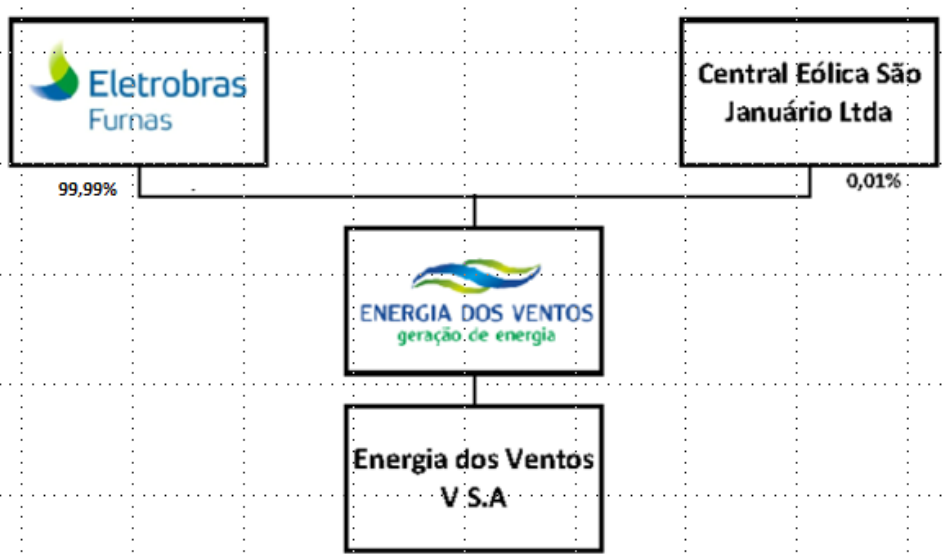 Eletrobras
Furnas
Central Eólica São
Januário Ltda
99,99%
0,01%
ENERGIA DOS VENTOS
geração de energia
Energia dos Ventos
V S.A